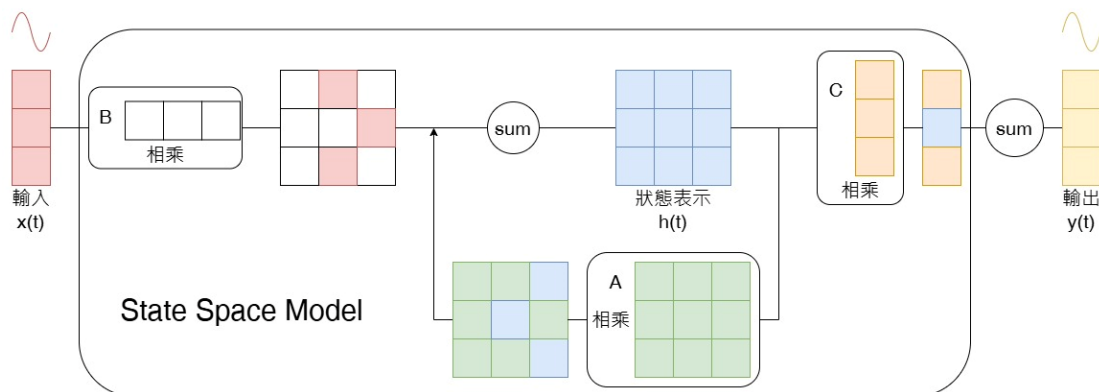 B
相乘
輸入
x(t)
sum
狀態表示
h(t)
C
相乘
sum
輸出
y(t)
A
相乘
State Space Model